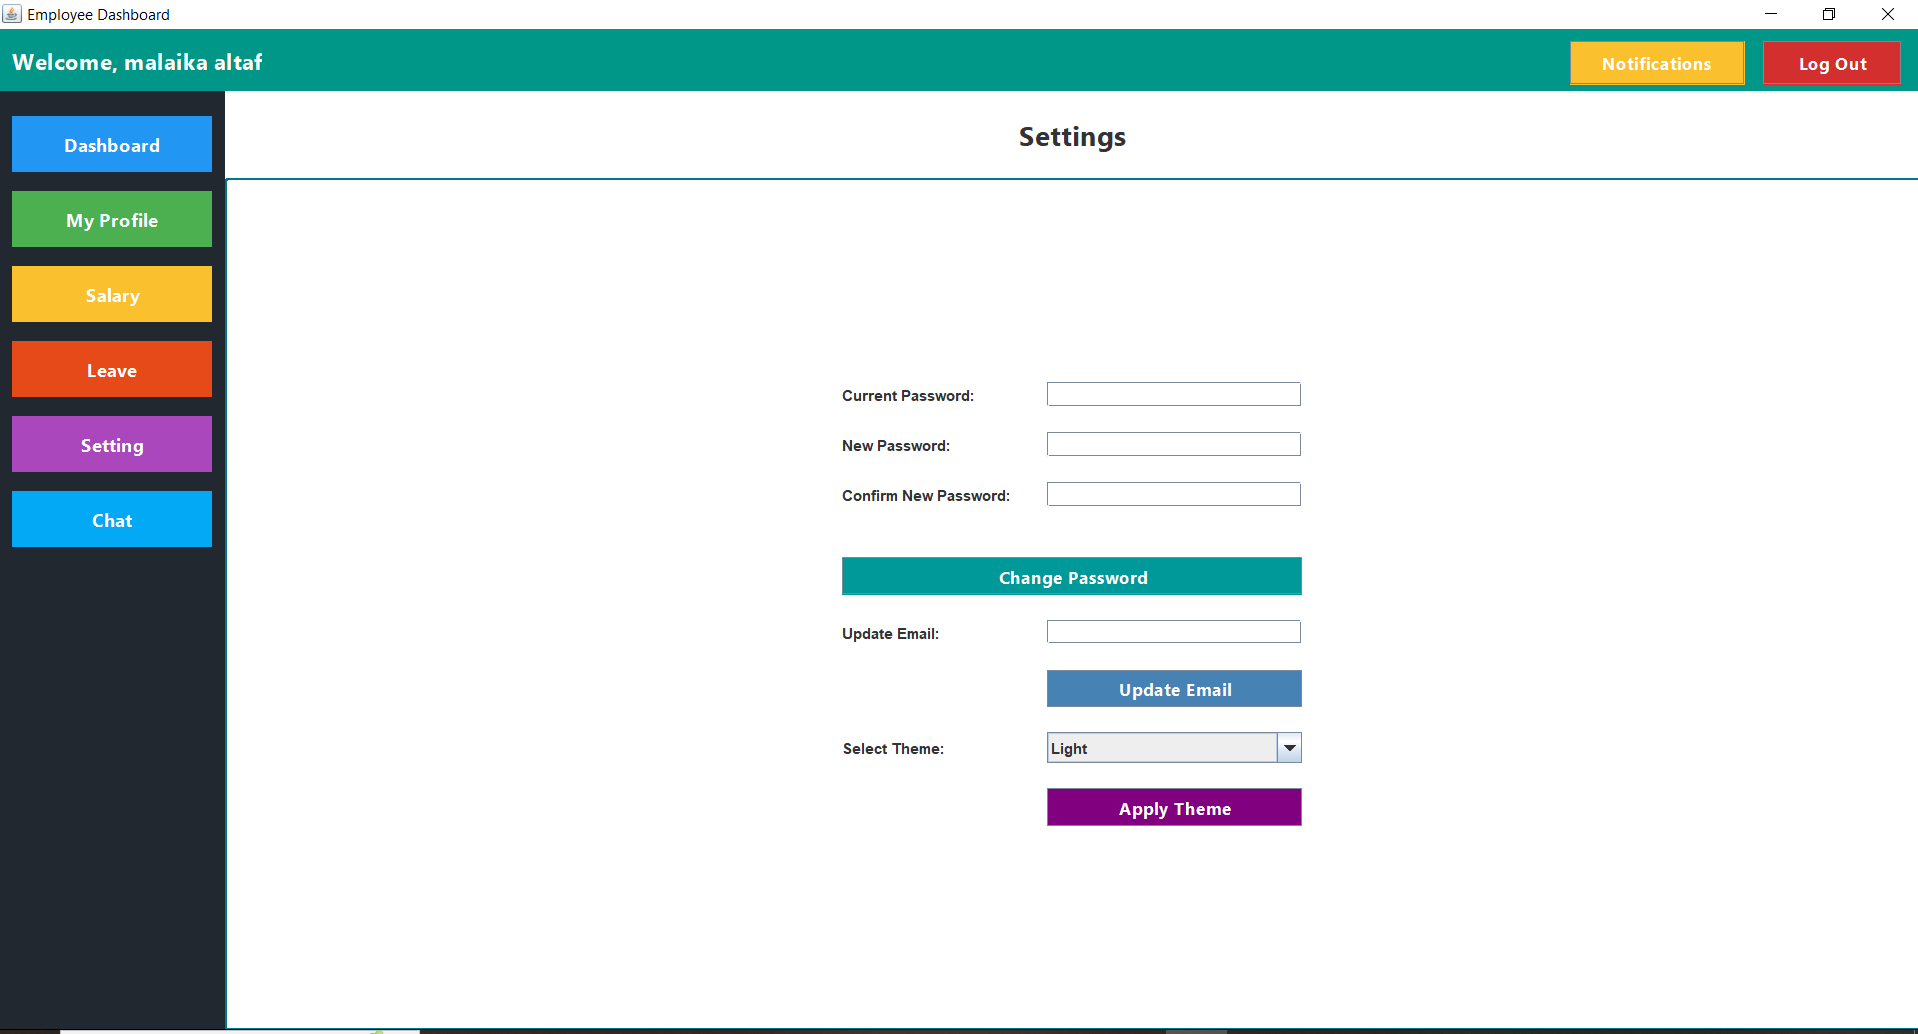 Employee Dashboard
Welcome, malaika altaf
Notifications
Log Out
Dashboard
My Profile
Salary
Leave
Setting
Chat
Settings
Current Password:
New Password:
Confirm New Password:
Change Password
Update Email:
Update Email
Select Theme:
Light
Apply Theme